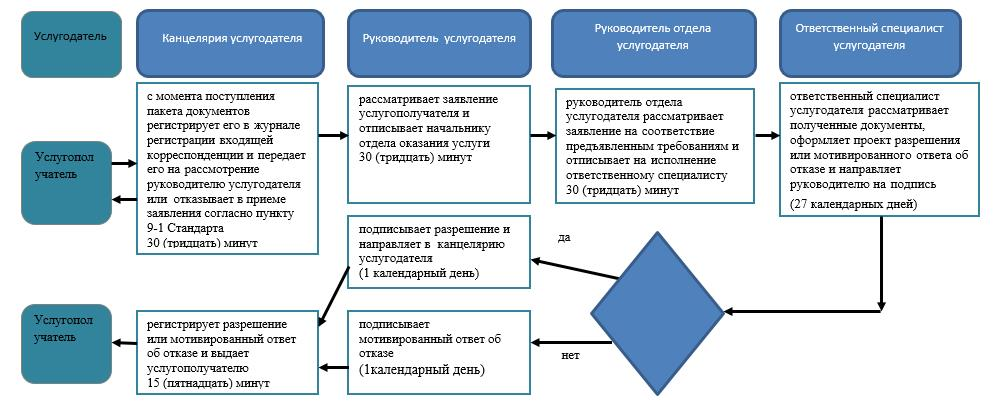 Услугодатель
Канцелярия услугодателя
Руководитель услугодателя
Руководитель отдела
услугодателя
Ответственный специалист
услугодателя
Услугопол
учатель
с момента поступления
пакета документов
регистрирует его в журнале
регистрации входящей
корреспонденции и передает
его на рассмотрение
руководителю услугодателя
или отказывает в приеме
заявления согласно пункту
9-1 Стандарта
30 (тридцать) минут
рассматривает заявление
услугополучателя и
отписывает начальнику
отдела оказания услуги
30 (тридцать) минут
руководитель отдела
услугодателя рассматривает
заявление на соответствие
предъявленным требованиям и
отписывает на исполнение
ответственному специалисту
30 (тридцать) минут
ответственный специалист
услугодателя рассматривает
полученные документы,
оформляет проект разрешения
или мотивированного ответа об
отказе и направляет
руководителю на подпись
(27 календарных дней)
подписывает разрешение и
направляет в канцелярию
услугодателя
(1 календарный день)
да
нет
подписывает
мотивированный ответ об
отказе
(1календарный день)
регистрирует разрешение
или мотивированный ответ
об отказе и выдает
услугополучателю
15 (пятнадцать) минут
Услугопол
учатель